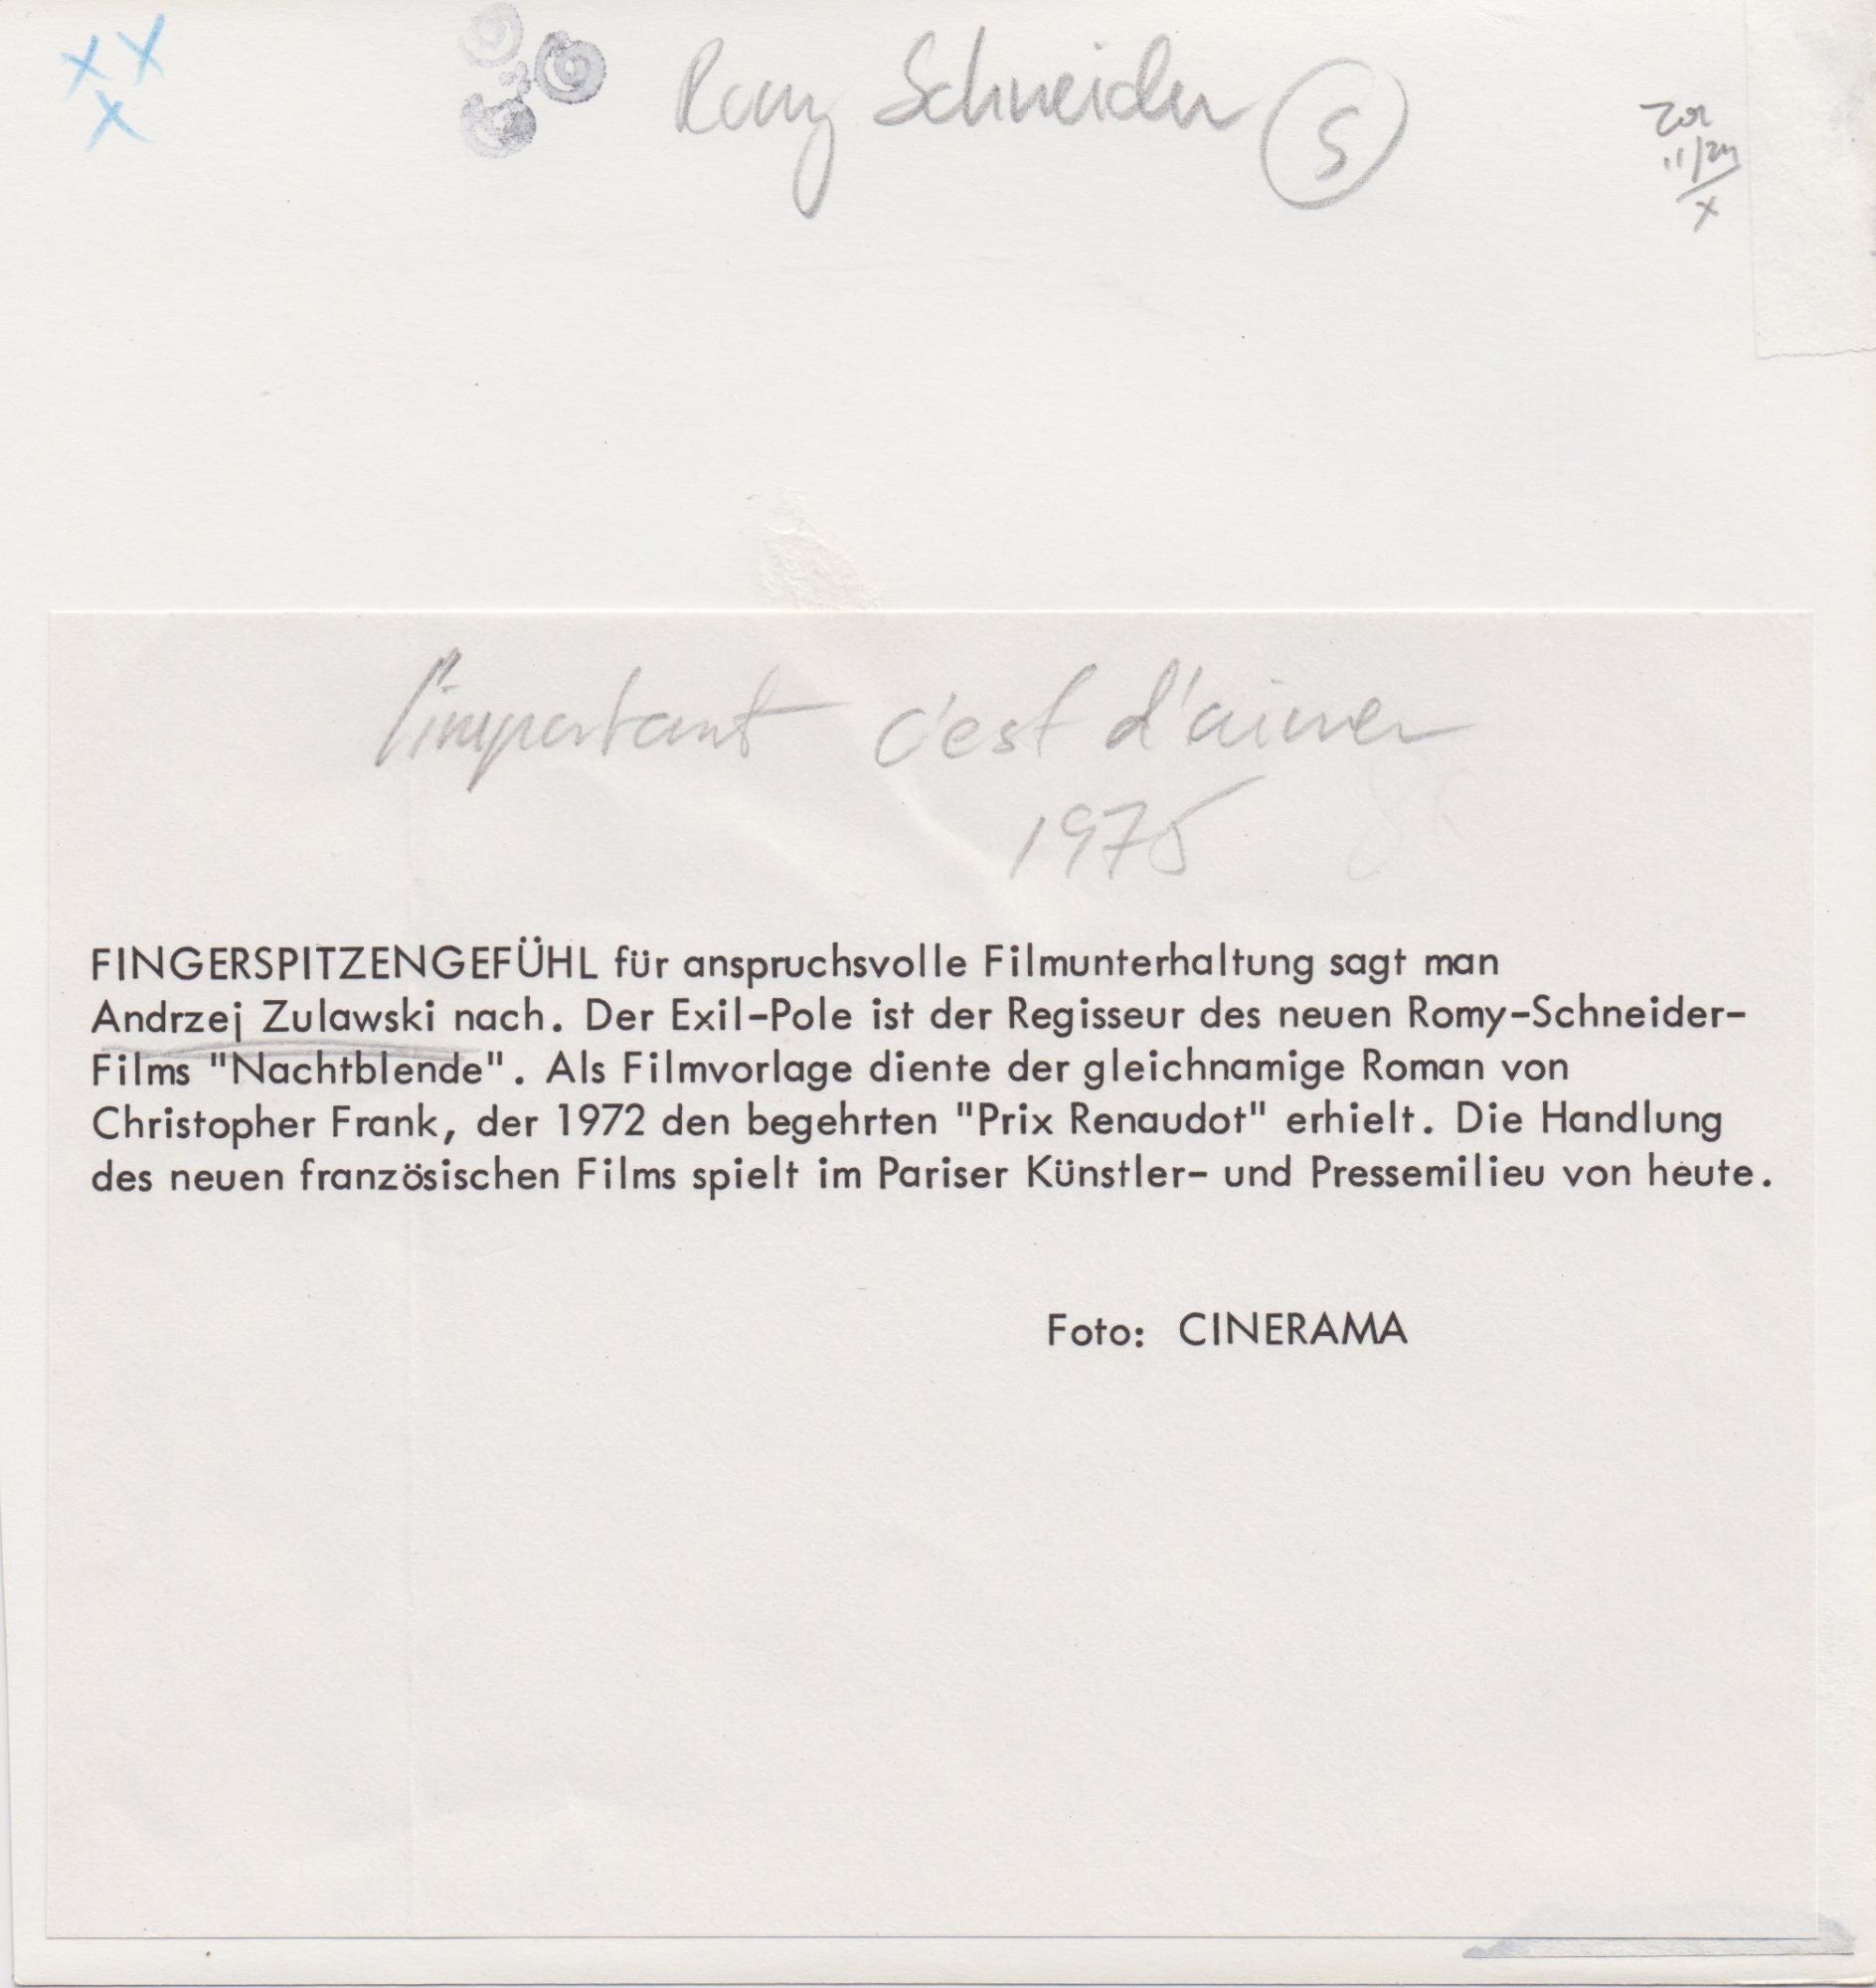 x x
x
Romy Schneider S
x
l'important c'est d'aimer
1975
FINGERSPITZENGEFÜHL für anspruchsvolle Filmunterhaltung sagt man
Andrzej Zulawski nach. Der Exil-Pole ist der Regisseur des neuen Romy-Schneider-
Films "Nachtblende". Als Filmvorlage diente der gleichnamige Roman von
Christopher Frank, der 1972 den begehrten "Prix Renaudot" erhielt. Die Handlung
des neuen französischen Films spielt im Pariser Künstler- und Pressemilieu von heute.
Foto: CINERAMA